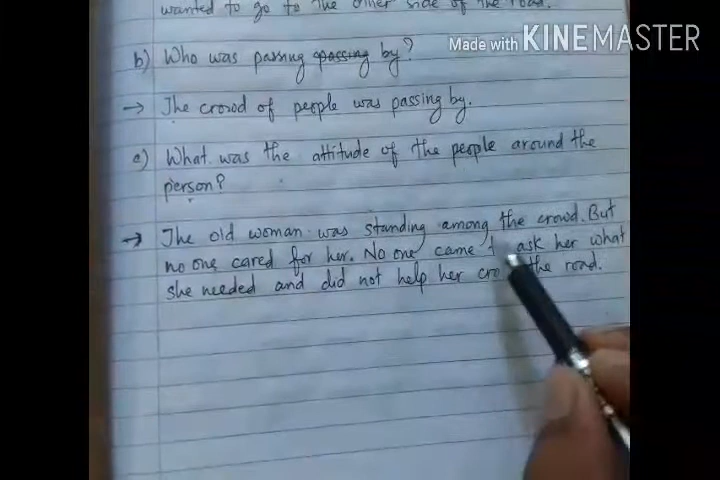 wanted to go to the other side of the road.
Made with KINEMASTER
b) Who was passing passing by?
→ The crowd of people was passing by.
c) What was the attitude of the people around the
person?
→ The old woman was standing among the crowd. But
no one cared for her. No one came t ask her what
she needed and did not help her cro the road.